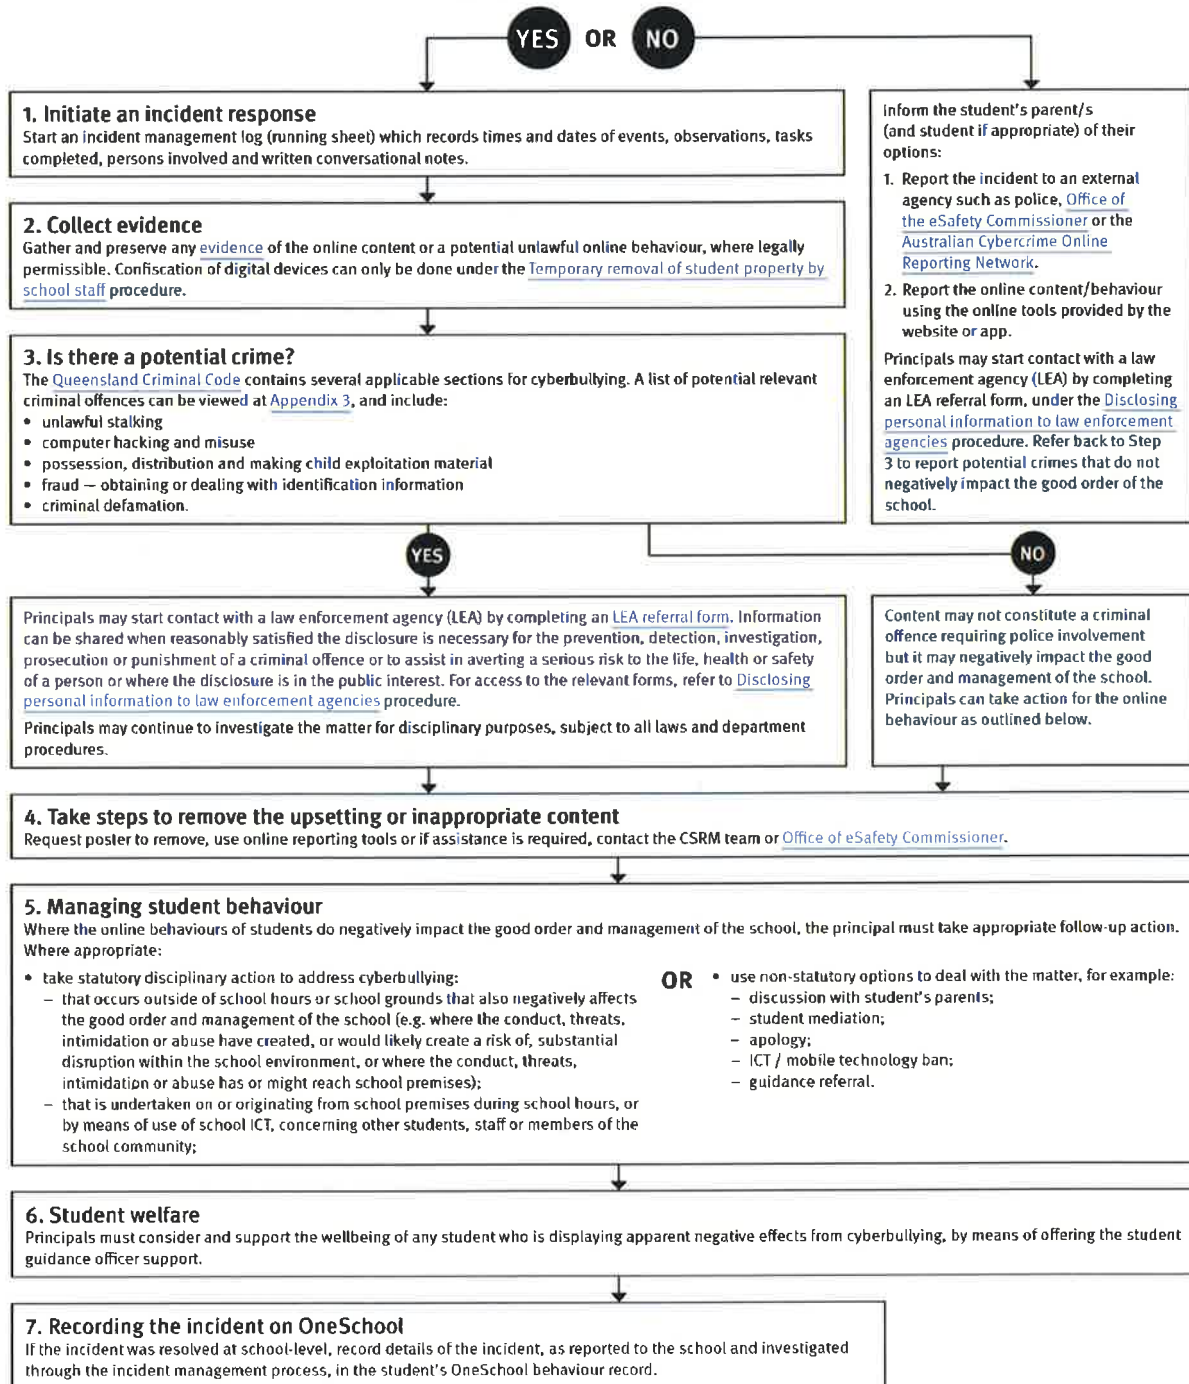 YES OR NO
1. Initiate an incident response
Start an incident management log (running sheet) which records times and dates of events, observations, tasks
completed, persons involved and written conversational notes.
2. Collect evidence
Gather and preserve any evidence of the online content or a potential unlawful online behaviour, where legally
permissible. Confiscation of digital devices can only be done under the Temporary removal of student property by
school staff procedure.
3. Is there a potential crime?
The Queensland Criminal Code contains several applicable sections for cyberbullying. A list of potential relevant
criminal offences can be viewed at Appendix 3, and include:
• unlawful stalking
• computer hacking and misuse
• possession, distribution and making child exploitation material
• fraud – obtaining or dealing with identification information
• criminal defamation.
Inform the student's parent/s
(and student if appropriate) of their
options:
1. Report the incident to an external
agency such as police, Office of
the eSafety Commissioner or the
Australian Cybercrime Online
Reporting Network.
2. Report the online content/behaviour
using the online tools provided by the
website or app.
Principals may start contact with a law
enforcement agency (LEA) by completing
an LEA referral form, under the Disclosing
personal information to law enforcement
agencies procedure. Refer back to Step
3 to report potential crimes that do not
negatively impact the good order of the
school.
YES
NO
Principals may start contact with a law enforcement agency (LEA) by completing an LEA referral form. Information
can be shared when reasonably satisfied the disclosure is necessary for the prevention, detection, investigation,
prosecution or punishment of a criminal offence or to assist in averting a serious risk to the life, health or safety
of a person or where the disclosure is in the public interest. For access to the relevant forms, refer to Disclosing
personal information to law enforcement agencies procedure.
Principals may continue to investigate the matter for disciplinary purposes, subject to all laws and department
procedures.
Content may not constitute a criminal
offence requiring police involvement
but it may negatively impact the good
order and management of the school.
Principals can take action for the online
behaviour as outlined below.
4. Take steps to remove the upsetting or inappropriate content
Request poster to remove, use online reporting tools or if assistance is required, contact the CSRM team or Office of eSafety Commissioner.
5. Managing student behaviour
Where the online behaviours of students do negatively impact the good order and management of the school, the principal must take appropriate follow-up action.
Where appropriate:
• take statutory disciplinary action to address cyberbullying:
– that occurs outside of school hours or school grounds that also negatively affects
the good order and management of the school (e.g. where the conduct, threats,
intimidation or abuse have created, or would likely create a risk of, substantial
disruption within the school environment, or where the conduct, threats,
intimidation or abuse has or might reach school premises);
– that is undertaken on or originating from school premises during school hours, or
by means of use of school ICT, concerning other students, staff or members of the
school community;
OR
• use non-statutory options to deal with the matter, for example:
– discussion with student's parents;
– student mediation;
– apology;
– ICT / mobile technology ban;
– guidance referral.
6. Student welfare
Principals must consider and support the wellbeing of any student who is displaying apparent negative effects from cyberbullying, by means of offering the student
guidance officer support.
7. Recording the incident on OneSchool
If the incident was resolved at school-level, record details of the incident, as reported to the school and investigated
through the incident management process, in the student's OneSchool behaviour record.